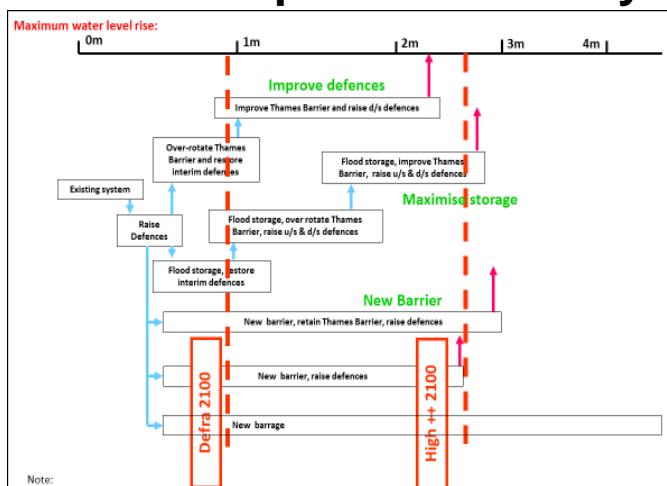 Maximum water level rise:
0m 1m 2m 3m 4m
Improve defences
Improve Thames Barrier and raise d/s defences
Over-rotate Thames
Barrier and restore
interim defences
Flood storage, improve Thames
Barrier, raise u/s & d/s defences
Existing system
Maximise storage
Raise
Defences
Flood storage, over rotate Thames
Barrier, raise u/s & d/s defences
Flood storage, restore
interim defences
New Barrier
New barrier, retain Thames Barrier, raise defences
New barrier, raise defences
Defra 2100
High ++ 2100
New barrage
Note: